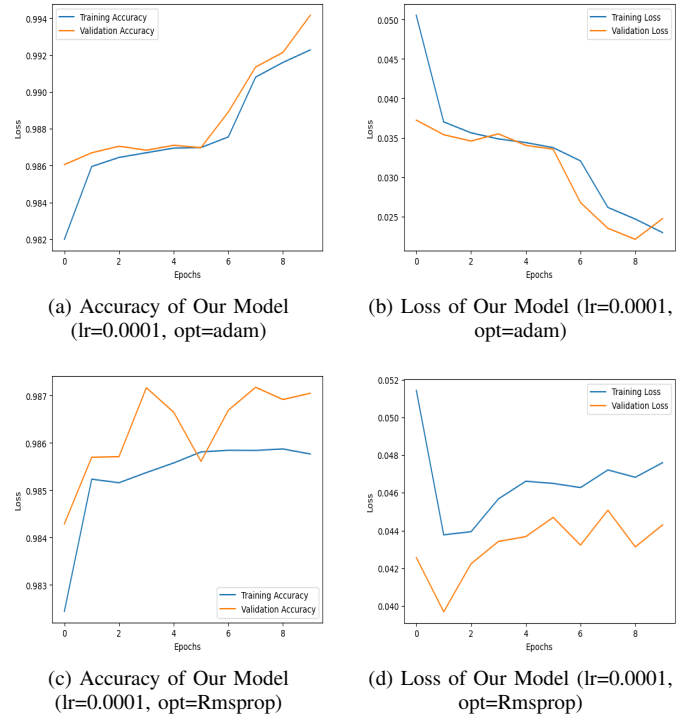 0.994
0.992
0.990
0.988
0.986
0.984
0.982
Loss
Training Accuracy
Validation Accuracy
0 2 4 6 8
Epochs
(a) Accuracy of Our Model
(lr=0.0001, opt=adam)
0.050
0.045
0.040
0.035
0.030
0.025
Loss
Training Loss
Validation Loss
0 2 4 6 8
Epochs
(b) Loss of Our Model (lr=0.0001,
opt=adam)
0.987
0.986
0.985
0.984
0.983
Loss
Training Accuracy
Validation Accuracy
0 2 4 6 8
Epochs
(c) Accuracy of Our Model
(lr=0.0001, opt=Rmsprop)
0.052
0.050
0.048
0.046
0.044
0.042
0.040
Loss
Training Loss
Validation Loss
0 2 4 6 8
Epochs
(d) Loss of Our Model (lr=0.0001,
opt=Rmsprop)